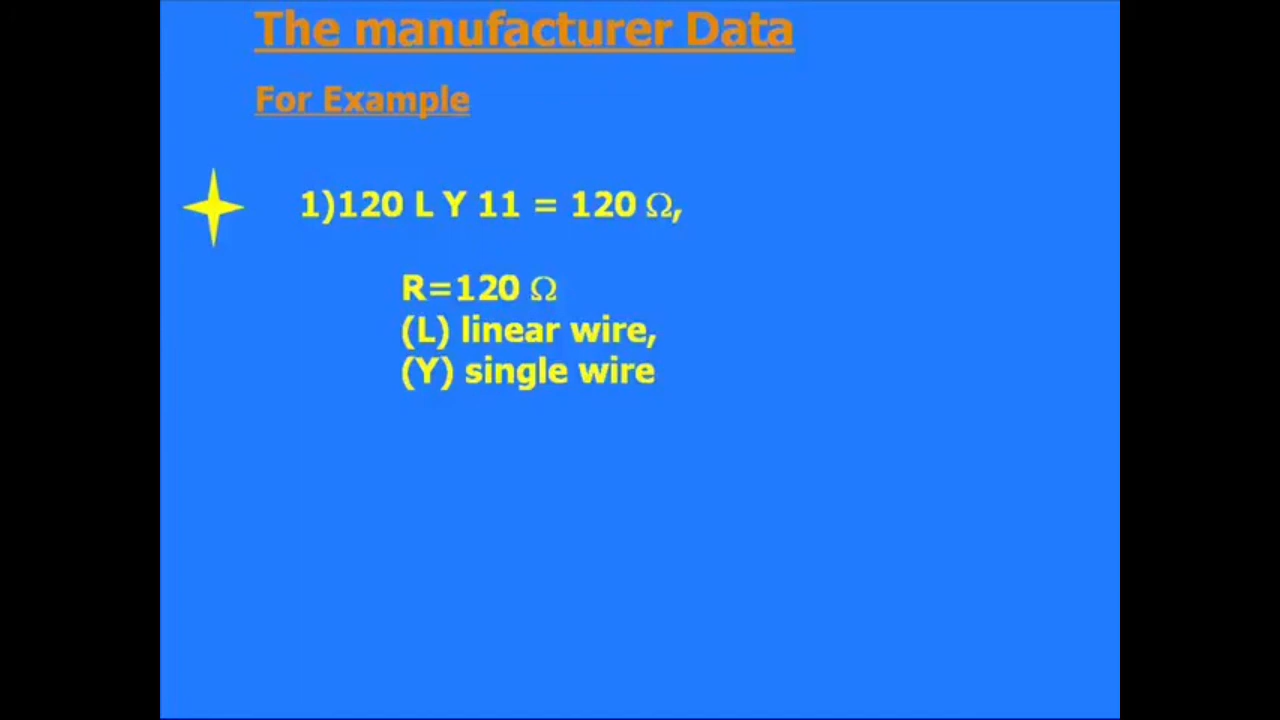 The manufacturer Data
For Example
1)120 L Y 11 = 120 Ω,
R=120 Ω
(L) linear wire,
(Y) single wire